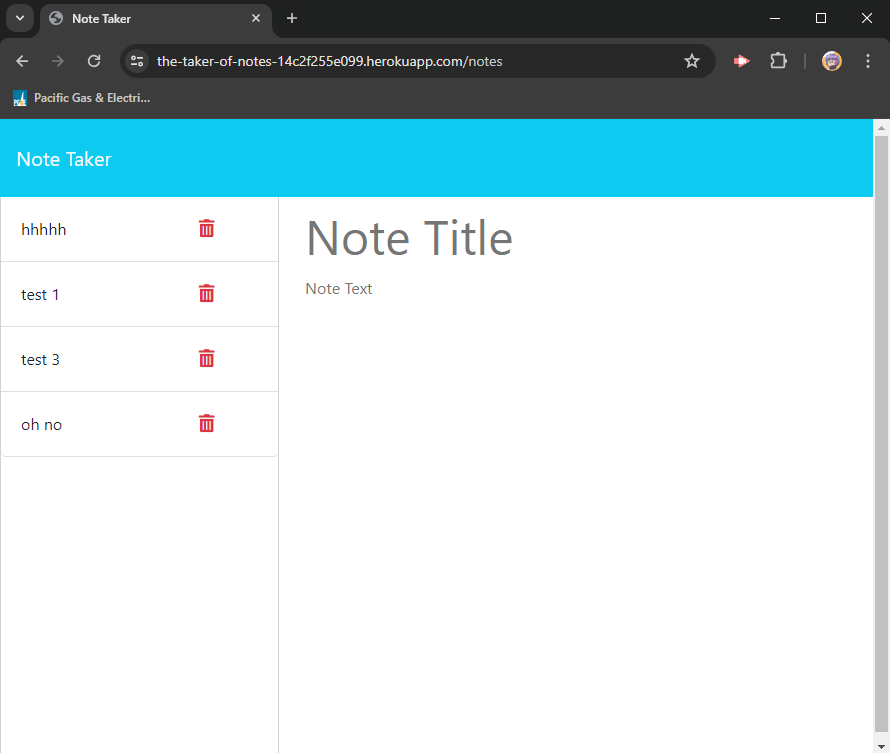 Note Taker
the-taker-of-notes-14c2f255e099.herokuapp.com/notes
Pacific Gas & Electri...
Note Taker
hhhhh
test 1
test 3
oh no
Note Title
Note Text